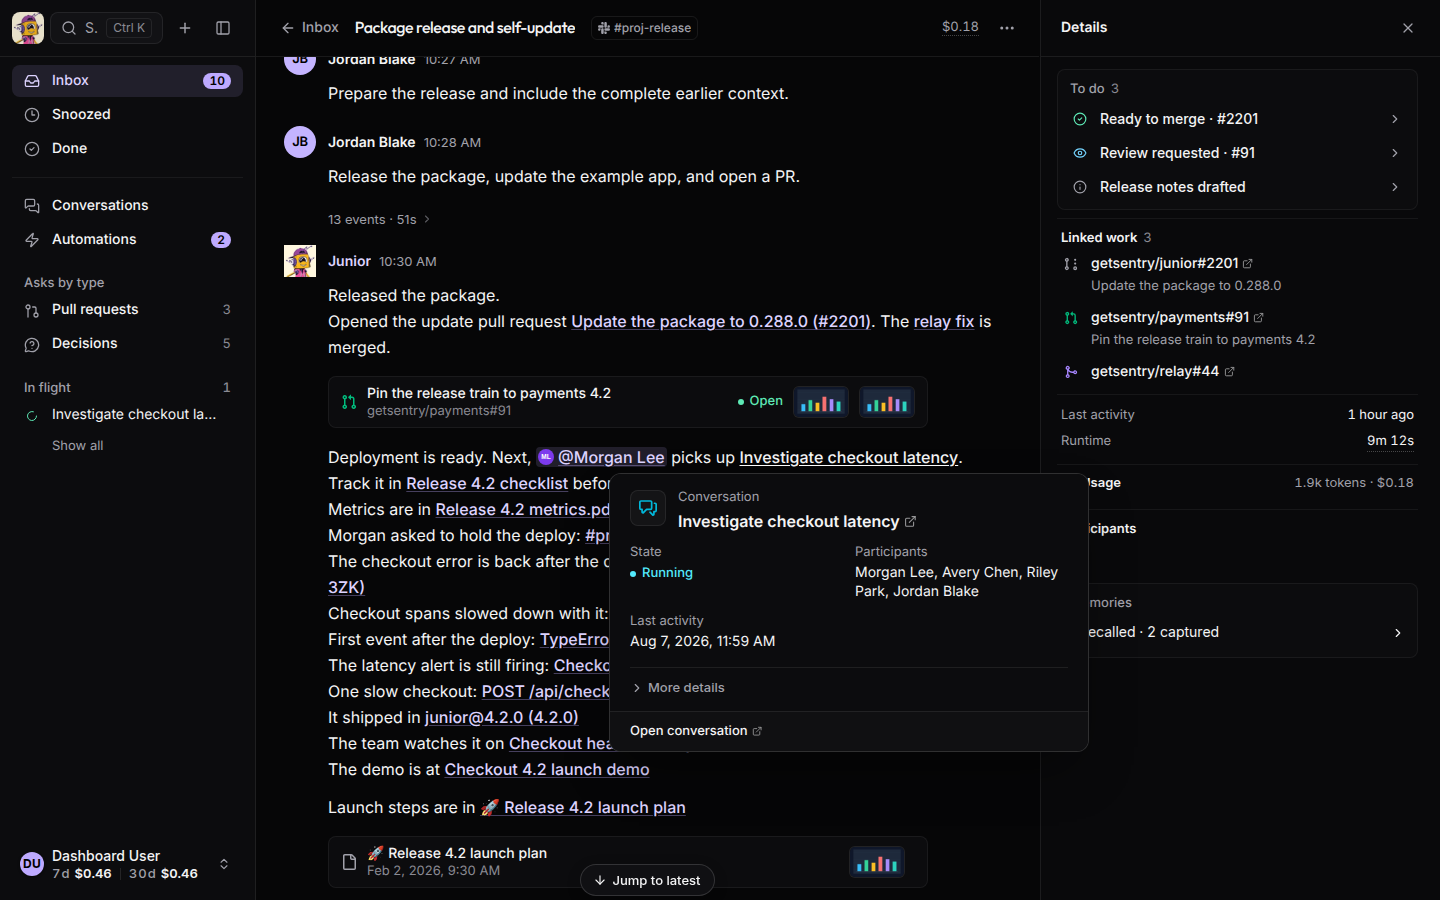 S.
Ctrl K
Inbox
10
Snoozed
Done
Conversations
Automations
2
Asks by type
Pull requests
3
Decisions
5
In flight
1
Investigate checkout la...
Show all
DU
Dashboard User
7d $0.46 | 30d $0.46
Inbox
Package release and self-update
#proj-release
$0.18
JB
Jordan Blake 10:27 AM
Prepare the release and include the complete earlier context.
JB
Jordan Blake 10:28 AM
Release the package, update the example app, and open a PR.
13 events · 51s
Junior 10:30 AM
Released the package.
Opened the update pull request Update the package to 0.288.0 (#2201). The relay fix is
merged.
Pin the release train to payments 4.2
getsentry/payments#91
Open
Deployment is ready. Next, ML @Morgan Lee picks up Investigate checkout latency.
Track it in Release 4.2 checklist befor
Metrics are in Release 4.2 metrics.pd
Morgan asked to hold the deploy: #pr
The checkout error is back after the
3ZK)
Checkout spans slowed down with it:
First event after the deploy: TypeErro
The latency alert is still firing: Checko
One slow checkout: POST /api/check
It shipped in junior@4.2.0 (4.2.0)
The team watches it on Checkout hea
The demo is at Checkout 4.2 launch demo
Launch steps are in 🚀 Release 4.2 launch plan
🚀 Release 4.2 launch plan
Feb 2, 2026, 9:30 AM
Jump to latest
Conversation
Investigate checkout latency
State
Running
Participants
Morgan Lee, Avery Chen, Riley
Park, Jordan Blake
Last activity
Aug 7, 2026, 11:59 AM
More details
Open conversation
Details
To do 3
Ready to merge · #2201
Review requested · #91
Release notes drafted
Linked work 3
getsentry/junior#2201
Update the package to 0.288.0
getsentry/payments#91
Pin the release train to payments 4.2
getsentry/relay#44
Last activity
1 hour ago
Runtime
9m 12s
sage
1.9k tokens · $0.18
icipants
mories
ecalled · 2 captured